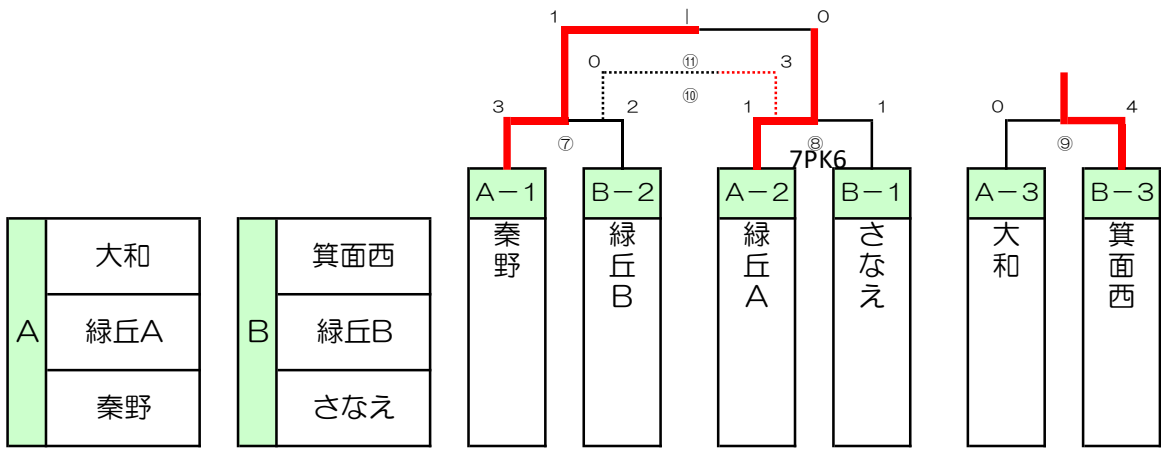 1 | 0
0 ⑪ 3
⑩
3 2 1 1 0 4
⑦ ⑧ ⑨
7PK6
A-1 B-2 A-2 B-1 A-3 B-3
秦野 緑丘B 緑丘A さなえ 大和 箕面西
A 大和 B 箕面西
緑丘A 緑丘B
秦野 さなえ